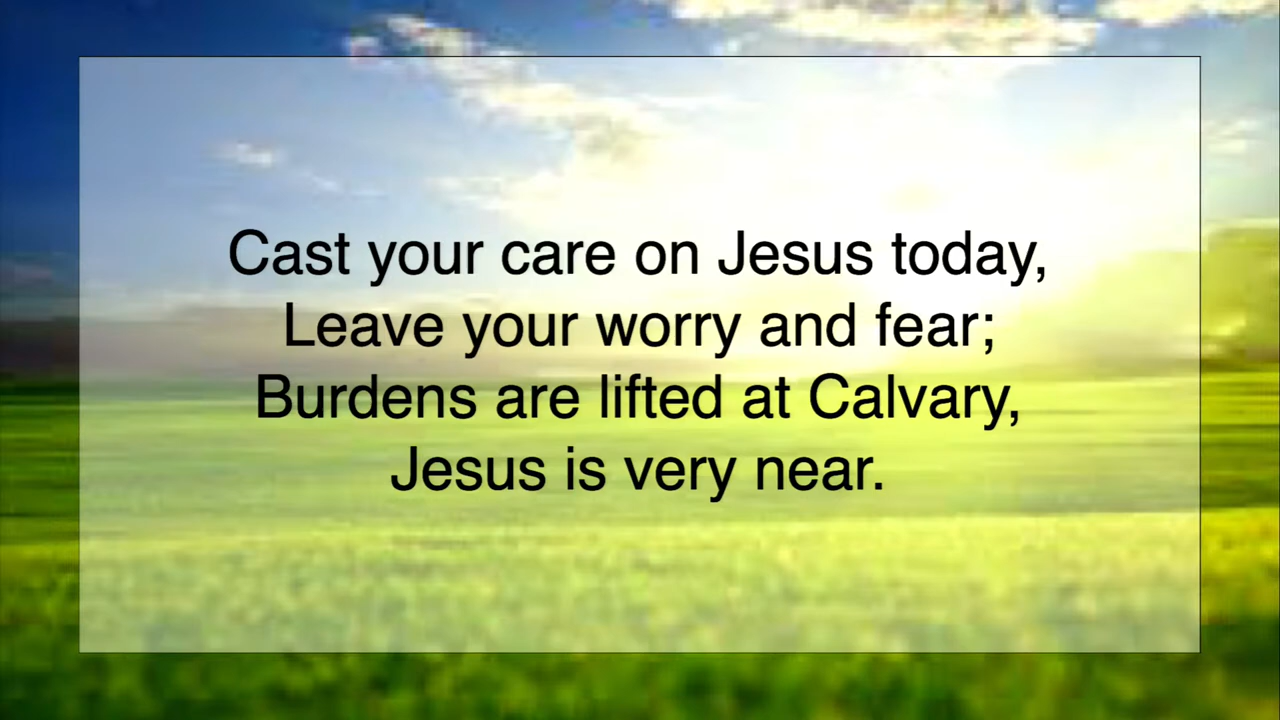 Cast your care on Jesus today,
Leave your worry and fear;
Burdens are lifted at Calvary,
Jesus is very near.